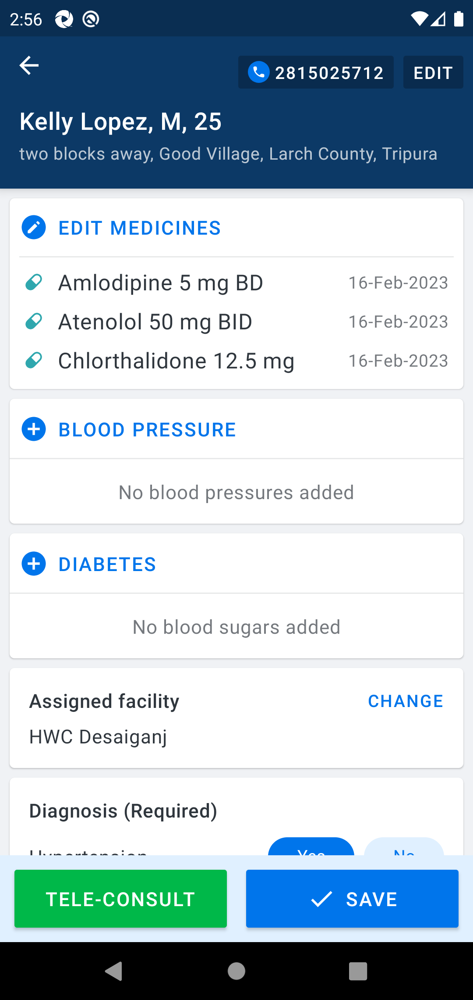 2:56
2815025712
EDIT
Kelly Lopez, M, 25
two blocks away, Good Village, Larch County, Tripura
EDIT MEDICINES
Amlodipine 5 mg BD 16-Feb-2023
Atenolol 50 mg BID 16-Feb-2023
Chlorthalidone 12.5 mg 16-Feb-2023
BLOOD PRESSURE
No blood pressures added
DIABETES
No blood sugars added
Assigned facility CHANGE
HWC Desaiganj
Diagnosis (Required)
Hypertension Yes No
TELE-CONSULT SAVE